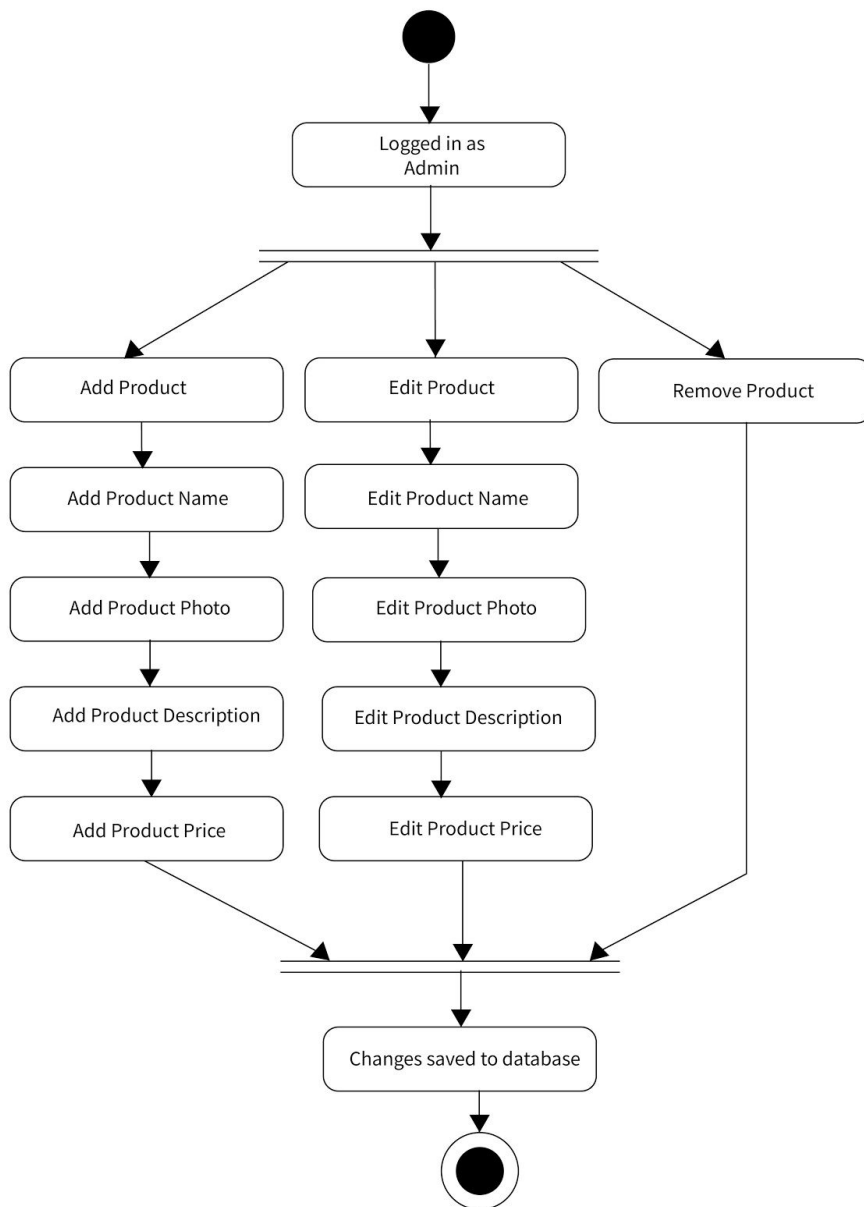 Logged in as
Admin
Add Product
Edit Product
Remove Product
Add Product Name
Edit Product Name
Add Product Photo
Edit Product Photo
Add Product Description
Edit Product Description
Add Product Price
Edit Product Price
Changes saved to database